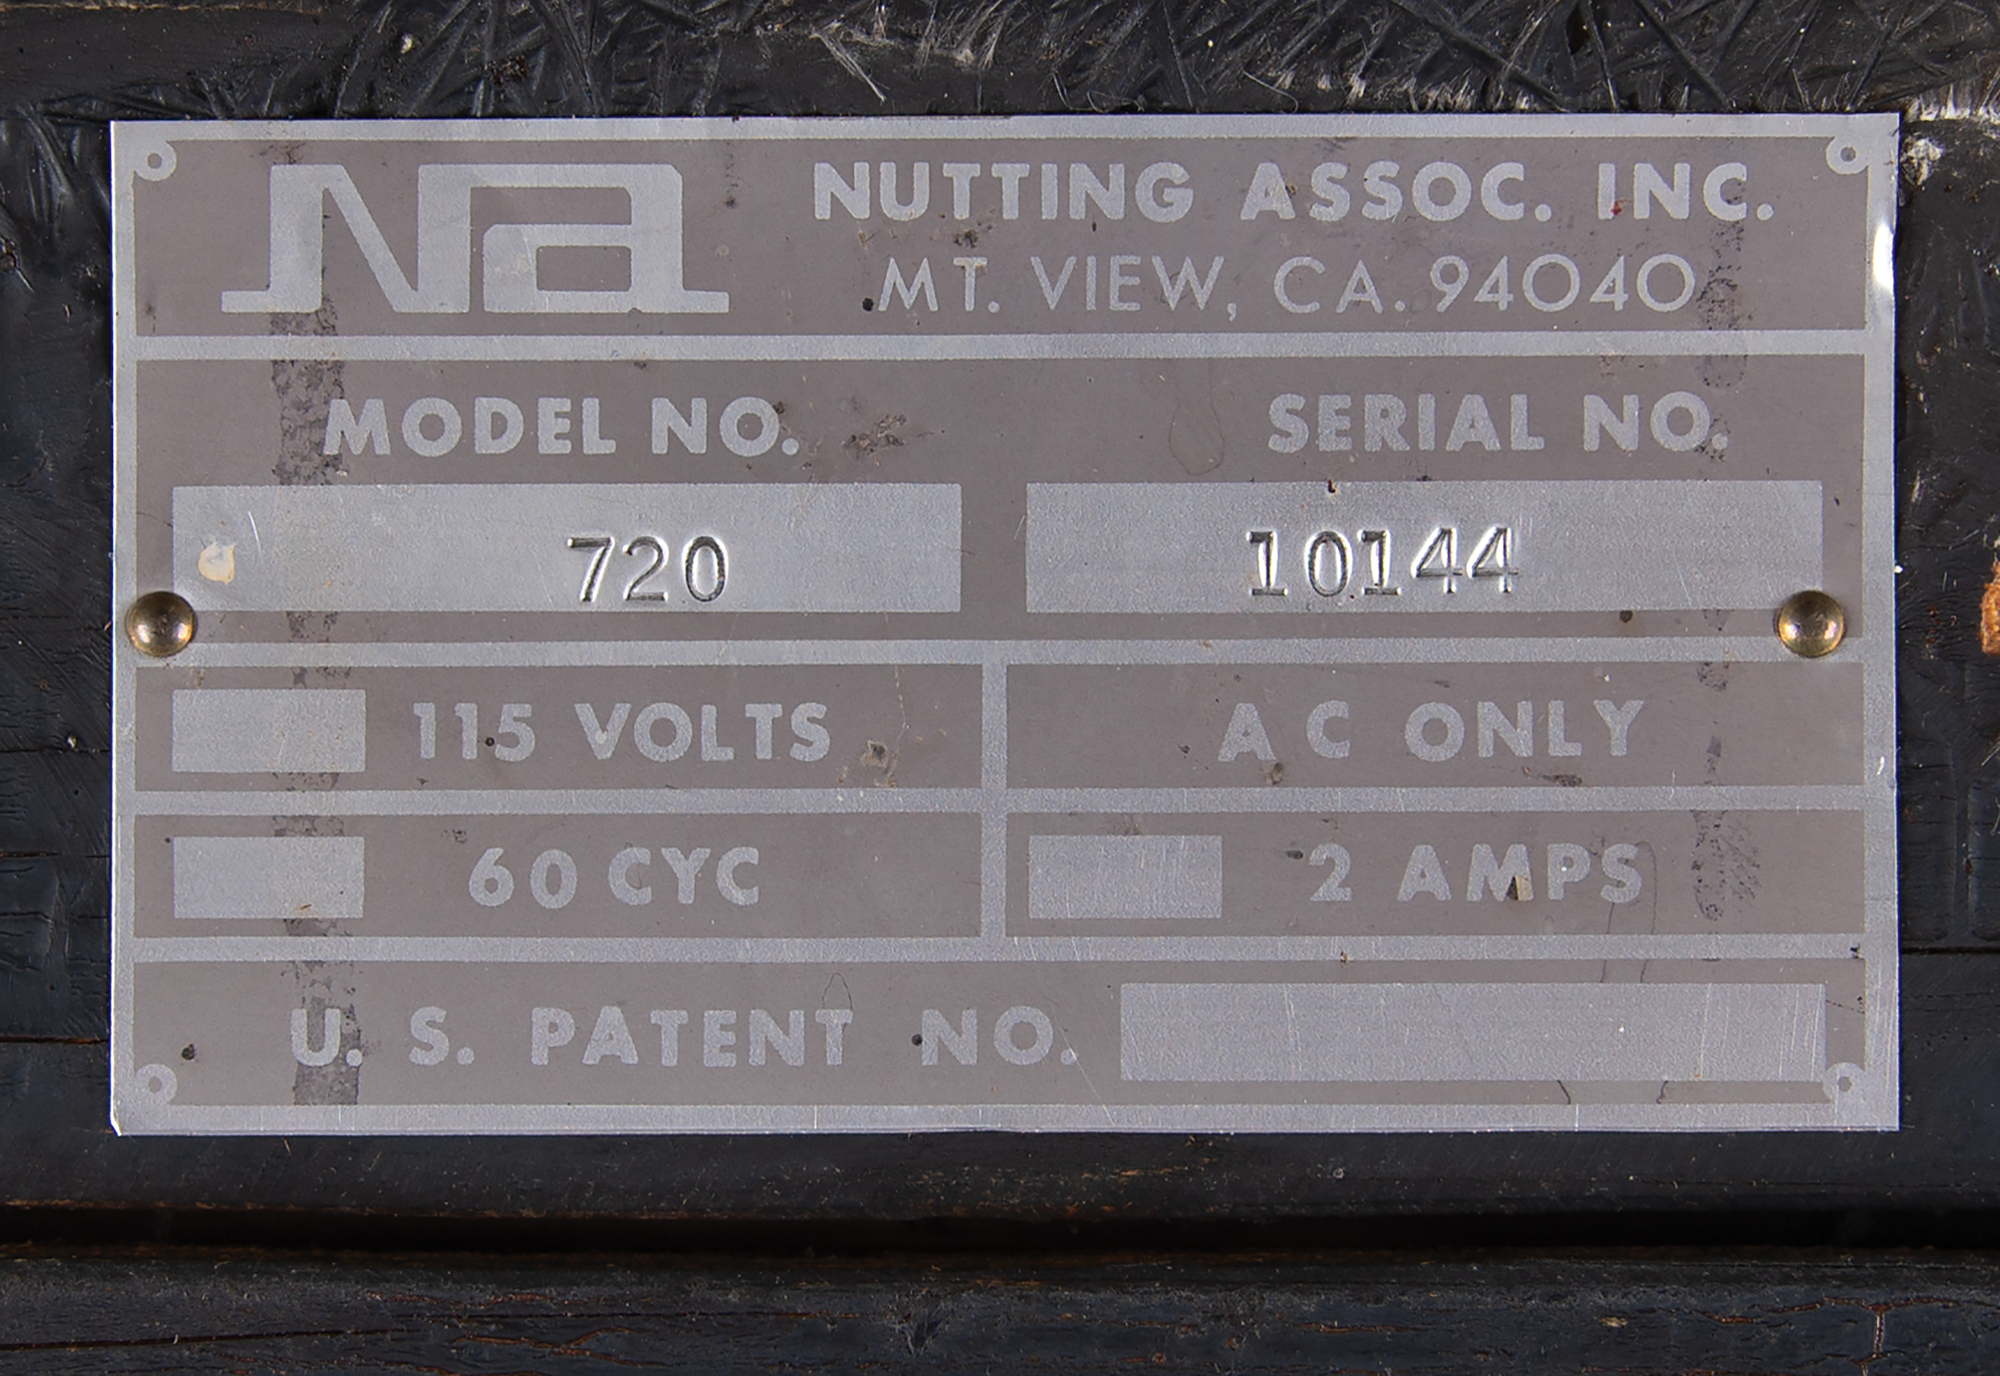 Na
NUTTING ASSOC. INC.
MT. VIEW, CA. 94040
MODEL NO. SERIAL NO.
720 10144
115 VOLTS AC ONLY
60 CYC 2 AMPS
U. S. PATENT NO.